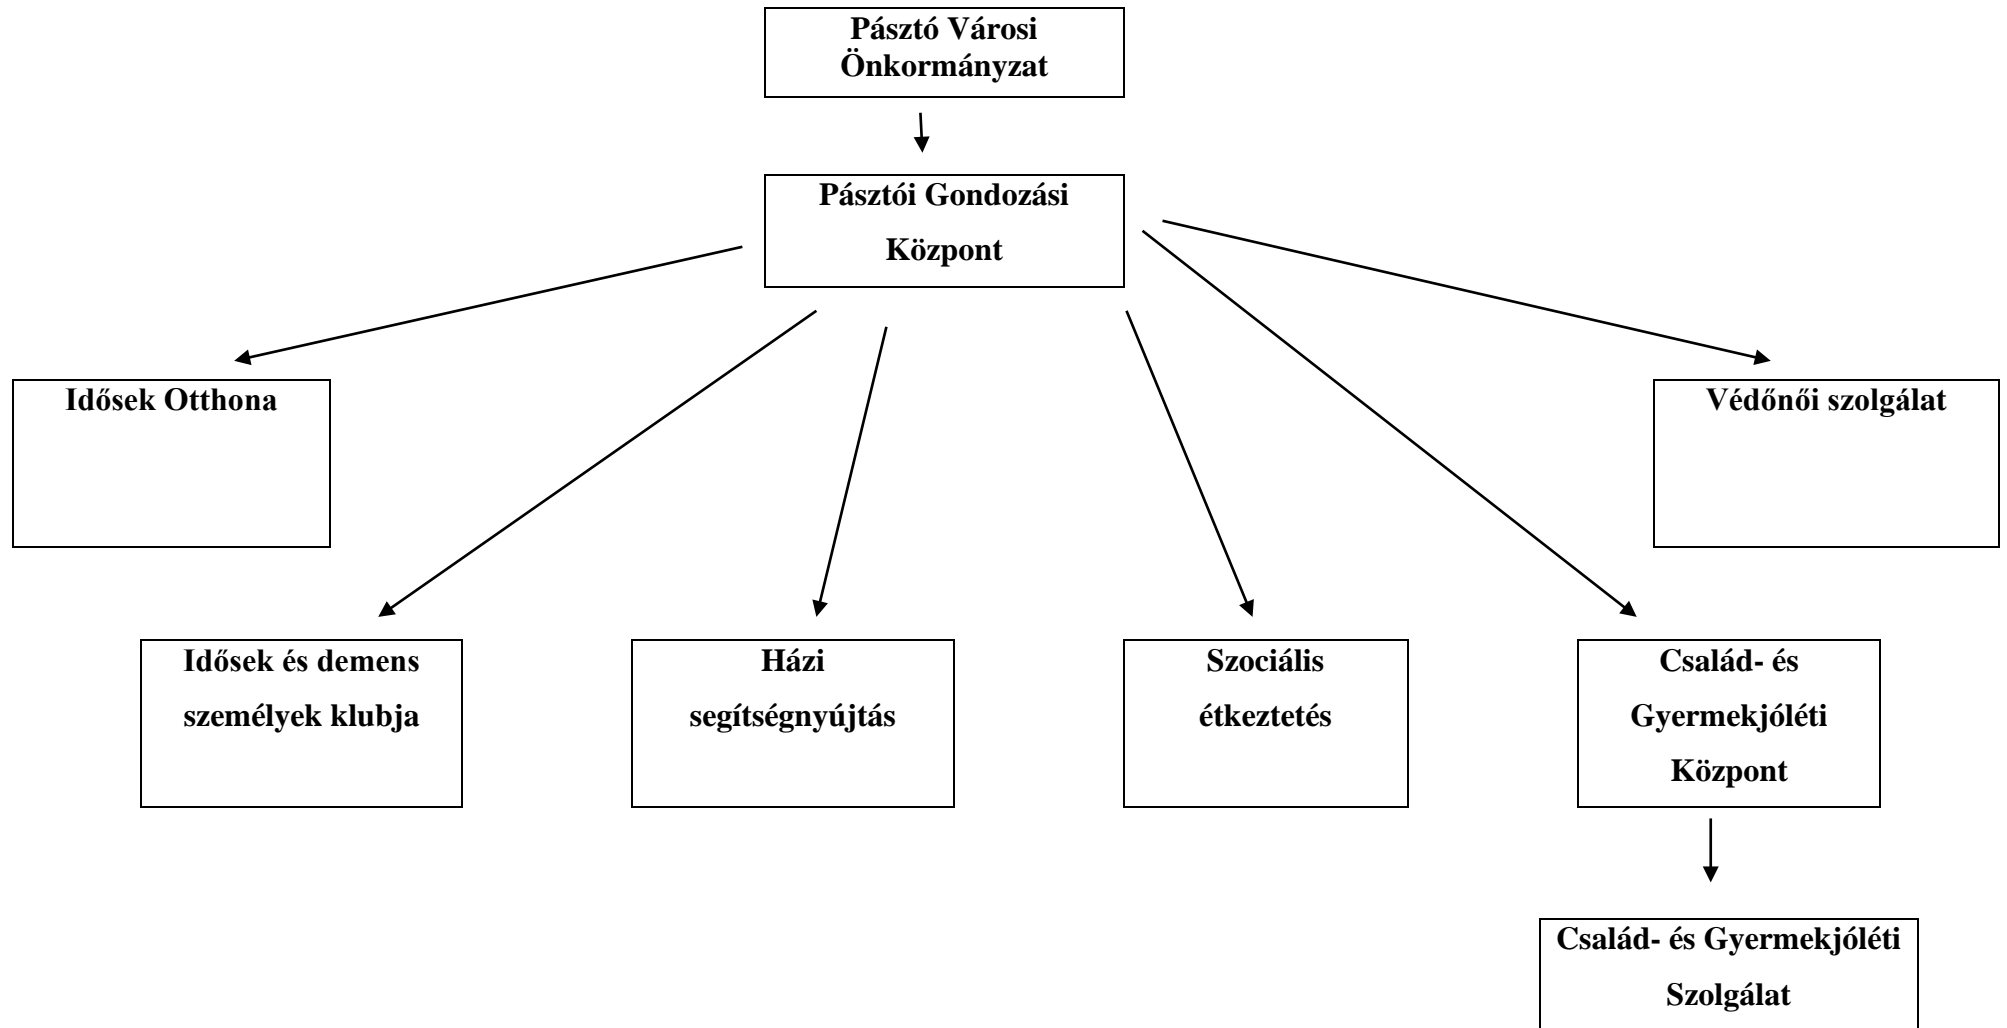 Pásztó Városi
Önkormányzat
Pásztói Gondozási
Központ
Idősek Otthona
Védőnői szolgálat
Idősek és demens
személyek klubja
Házi
segítségnyújtás
Szociális
étkeztetés
Család- és
Gyermekjóléti
Központ
Család- és Gyermekjóléti
Szolgálat